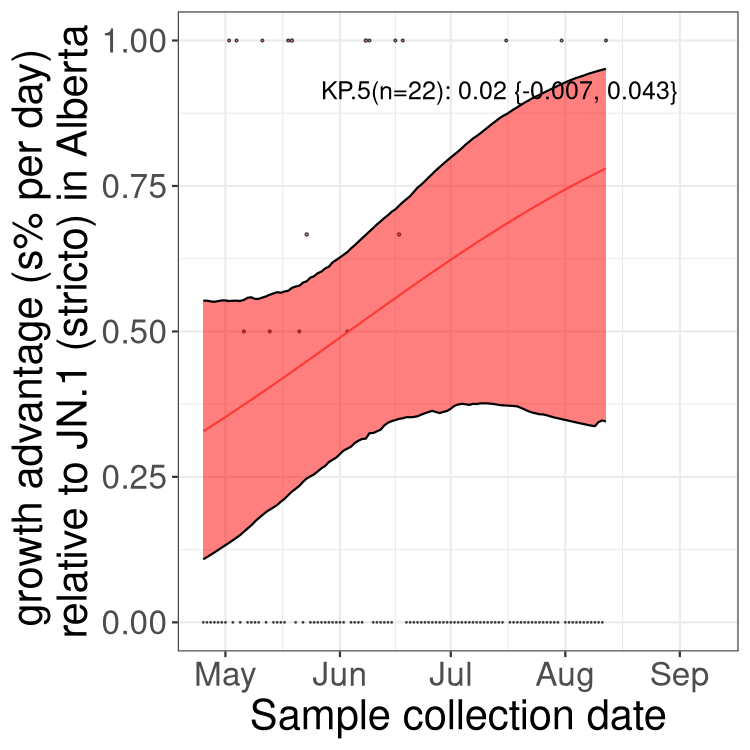 growth advantage (s% per day)
relative to JN.1 (stricto) in Alberta
1.00
0.75
0.50
0.25
0.00
KP.5(n=22): 0.02 {-0.007, 0.043}
May Jun Jul Aug Sep
Sample collection date